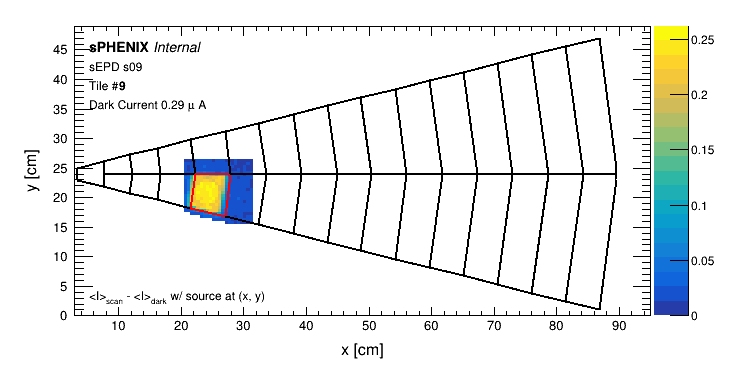 sPHENIX Internal
sEPD s09
Tile #9
Dark Current 0.29 μ A
<I>scan - <I>dark w/ source at (x, y)
y [cm]
45
40
35
30
25
20
15
10
5
0
10 20 30 40 50 60 70 80 90
x [cm]
0.25
0.2
0.15
0.1
0.05
0